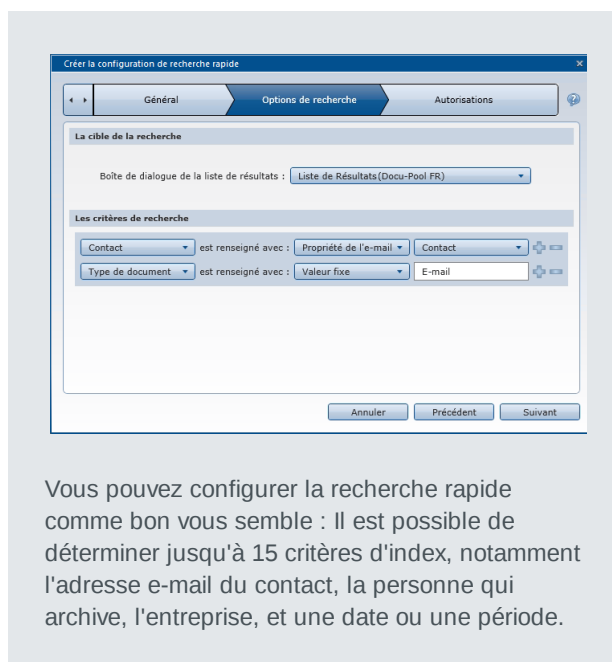 Créer la configuration de recherche rapide
Général
Options de recherche
Autorisations
La cible de la recherche
Boîte de dialogue de la liste de résultats : Liste de Résultats(Docu-Pool FR)
Les critères de recherche
Contact est renseigné avec : Propriété de l'e-mail Contact
Type de document est renseigné avec : Valeur fixe E-mail
Annuler Précédent Suivant
Vous pouvez configurer la recherche rapide
comme bon vous semble : Il est possible de
déterminer jusqu'à 15 critères d'index, notamment
l'adresse e-mail du contact, la personne qui
archive, l'entreprise, et une date ou une période.